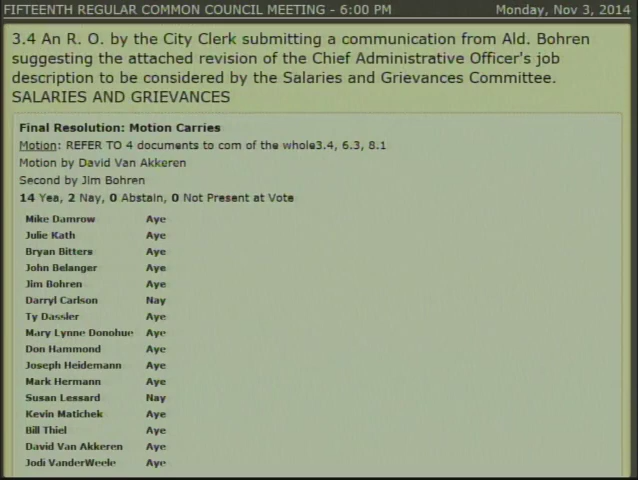 FIFTEENTH REGULAR COMMON COUNCIL MEETING - 6:00 PM Monday, Nov 3, 2014
3.4 An R. O. by the City Clerk submitting a communication from Ald. Bohren
suggesting the attached revision of the Chief Administrative Officer's job
description to be considered by the Salaries and Grievances Committee.
SALARIES AND GRIEVANCES
Final Resolution: Motion Carries
Motion: REFER TO 4 documents to com of the whole3.4, 6.3, 8.1
Motion by David Van Akkeren
Second by Jim Bohren
14 Yea, 2 Nay, 0 Abstain, 0 Not Present at Vote
Mike Damrow Aye
Julie Kath Aye
Bryan Bitters Aye
John Belanger Aye
Jim Bohren Aye
Darryl Carlson Nay
Ty Dassler Aye
Mary Lynne Donohue Aye
Don Hammond Aye
Joseph Heidemann Aye
Mark Hermann Aye
Susan Lessard Nay
Kevin Matichek Aye
Bill Thiel Aye
David Van Akkeren Aye
Jodi VanderWeele Aye